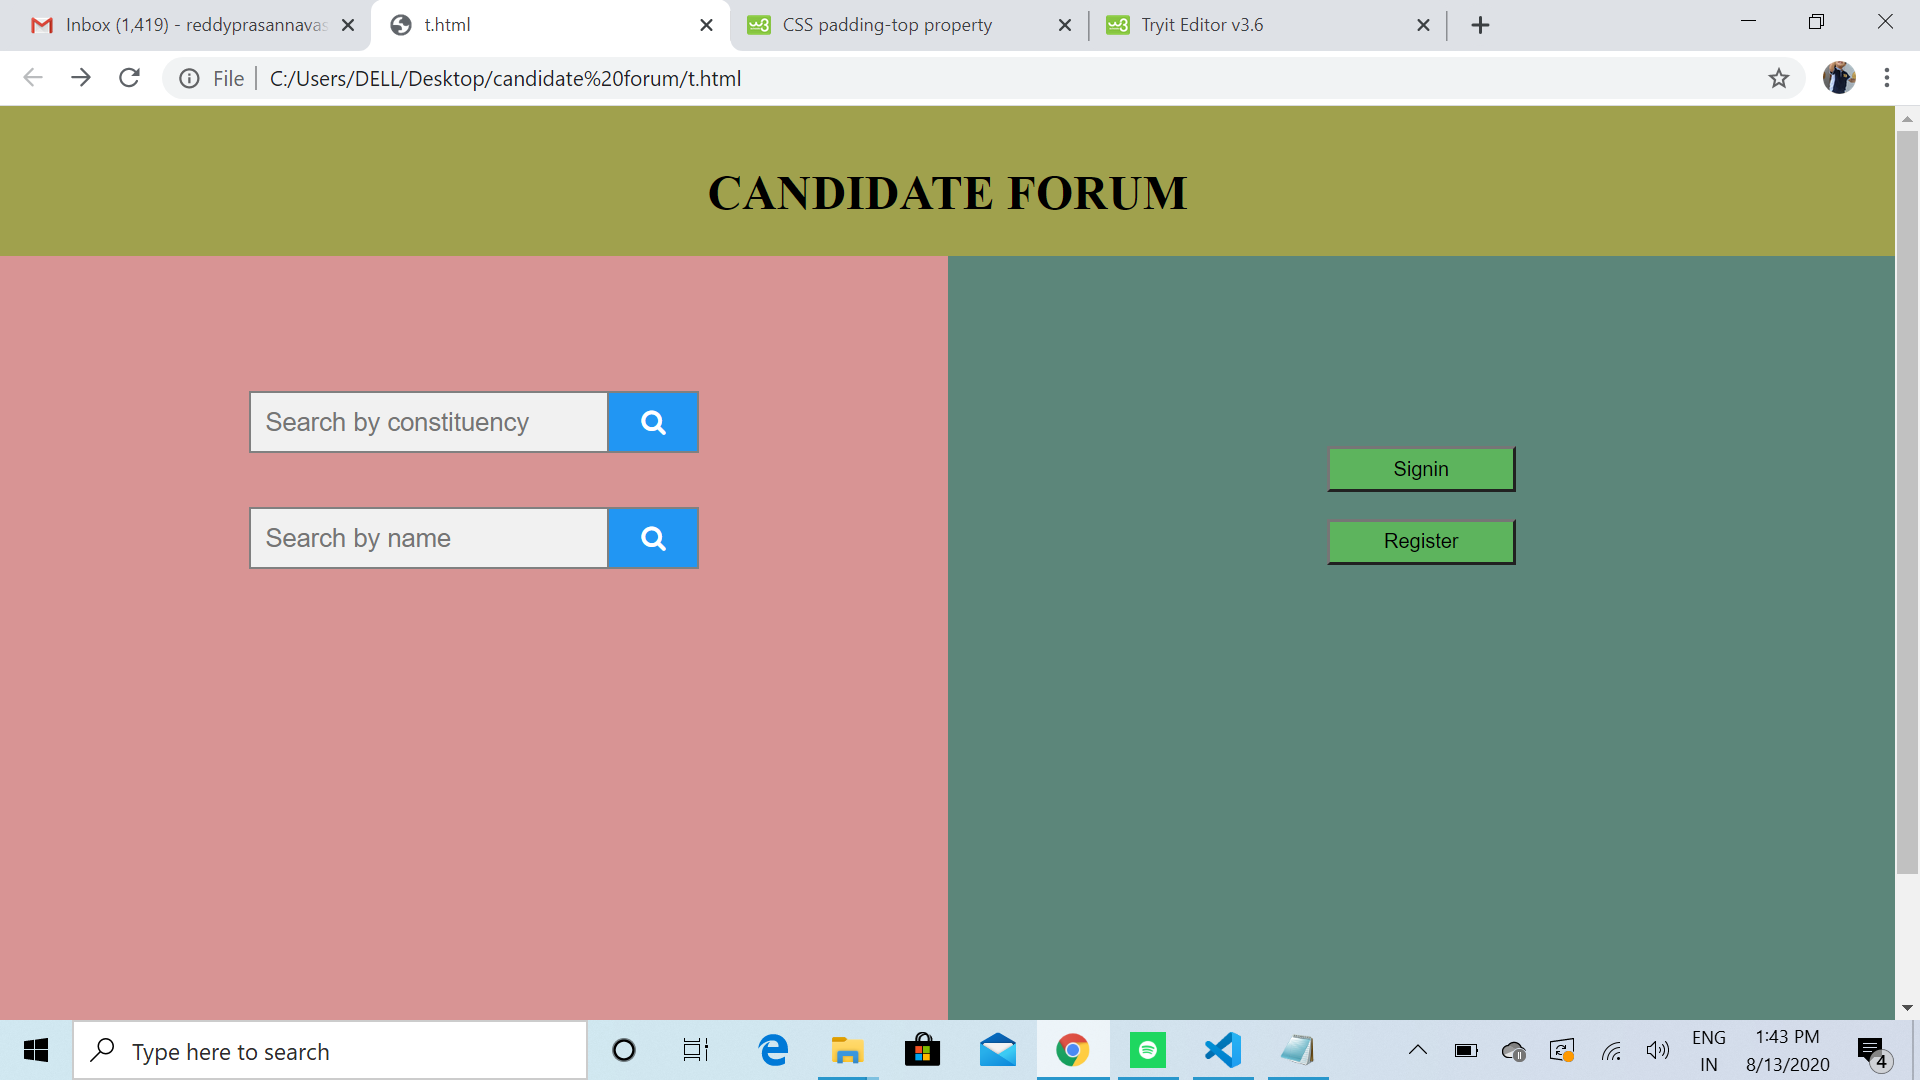 Inbox (1,419) - reddyprasannavas
t.html
CSS padding-top property
Tryit Editor v3.6
File
C:/Users/DELL/Desktop/candidate%20forum/t.html
CANDIDATE FORUM
Search by constituency
Search by name
Signin
Register
Type here to search
ENG
IN
1:43 PM
8/13/2020
4